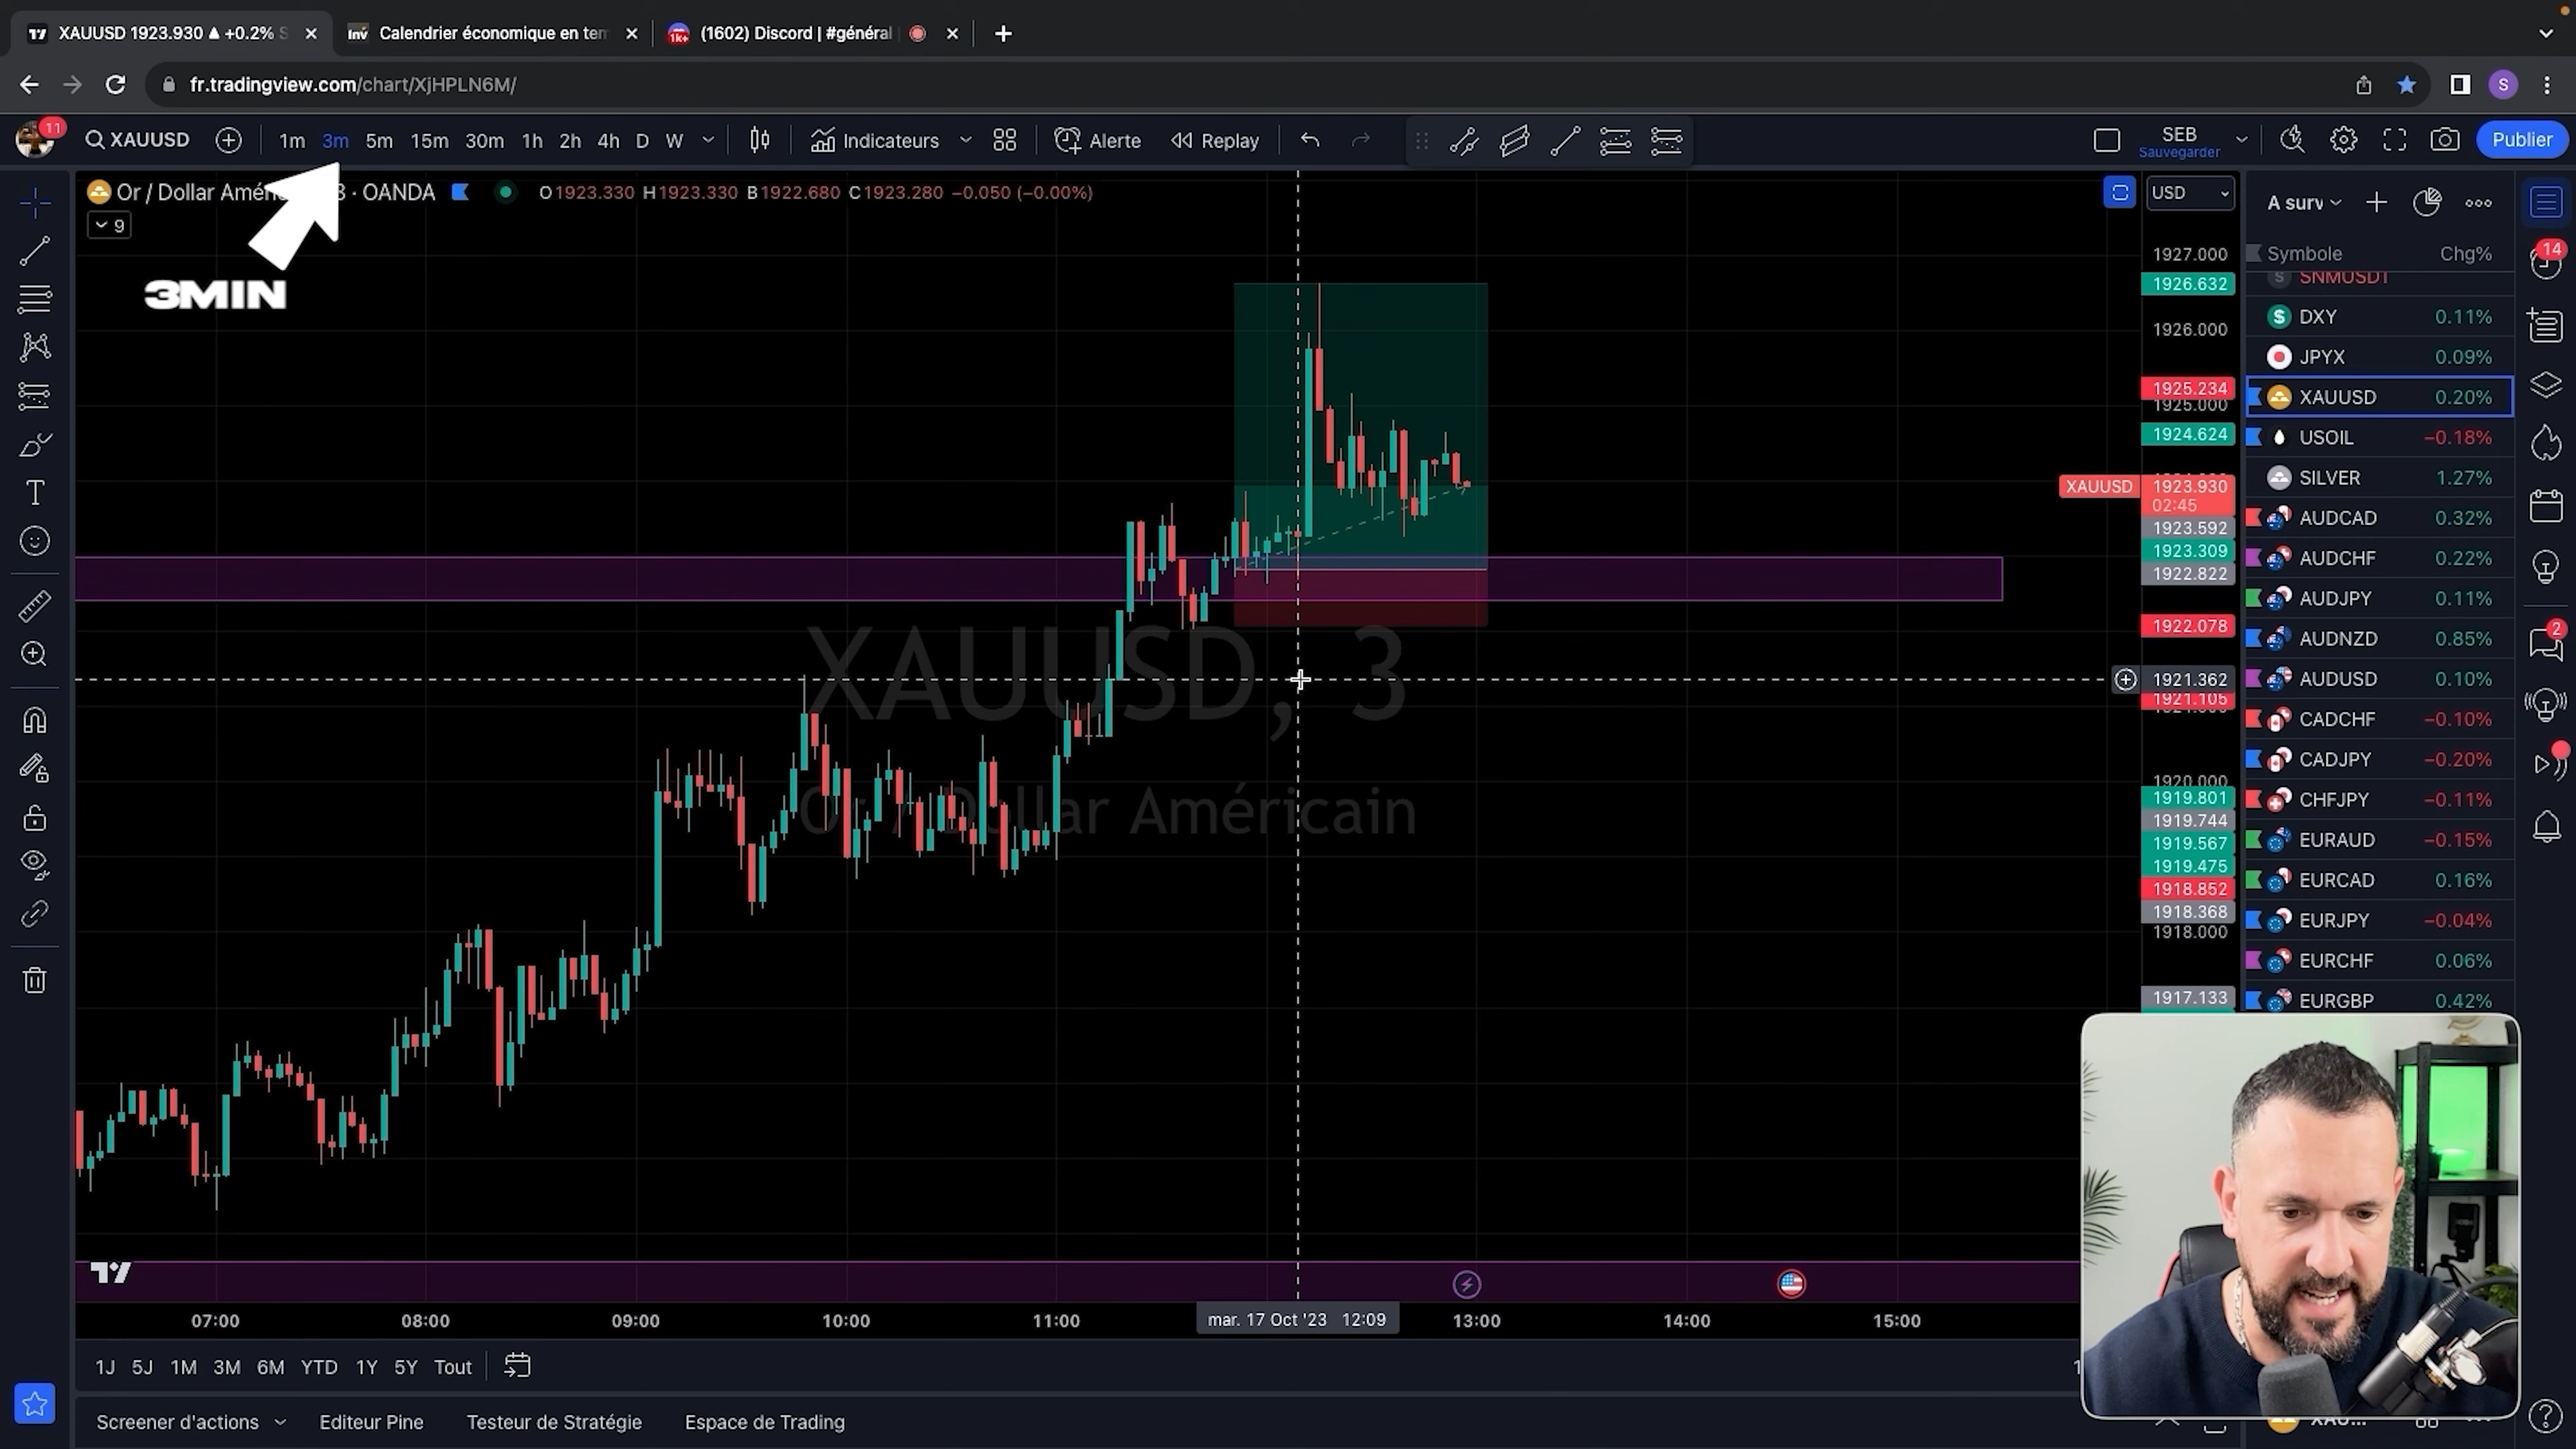 XAUUSD 1923.930 ▲ +0.2% S
Calendrier économique en tem
(1602) Discord | #général
fr.tradingview.com/chart/XjHPLN6M/
S
11
XAUUSD
1m 3m 5m 15m 30m 1h 2h 4h D W
Indicateurs
Alerte
Replay
SEB
Sauvegarder
Publier
Or / Dollar Amér 3 · OANDA O1923.330 H1923.330 B1922.680 C1923.280 −0.050 (−0.00%)
9
3MIN
USD
1927.000
1926.632
1926.000
1925.234
1925.000
1924.624
XAUUSD 1923.930
02:45
1923.592
1923.309
1922.822
1922.078
1921.362
1921.105
1920.000
1919.801
1919.744
1919.567
1919.475
1918.852
1918.368
1918.000
1917.133
XAUUSD, 3
Or / Dollar Américain
A surv
Symbole Chg%
SNMUSDT
DXY 0.11%
JPYX 0.09%
XAUUSD 0.20%
USOIL −0.18%
SILVER 1.27%
AUDCAD 0.32%
AUDCHF 0.22%
AUDJPY 0.11%
AUDNZD 0.85%
AUDUSD 0.10%
CADCHF −0.10%
CADJPY −0.20%
CHFJPY −0.11%
EURAUD −0.15%
EURCAD 0.16%
EURJPY −0.04%
EURCHF 0.06%
EURGBP 0.42%
14
2
07:00 08:00 09:00 10:00 11:00 mar. 17 Oct '23 12:09 13:00 14:00 15:00
1J 5J 1M 3M 6M YTD 1Y 5Y Tout
Screener d'actions Editeur Pine Testeur de Stratégie Espace de Trading
XAU...